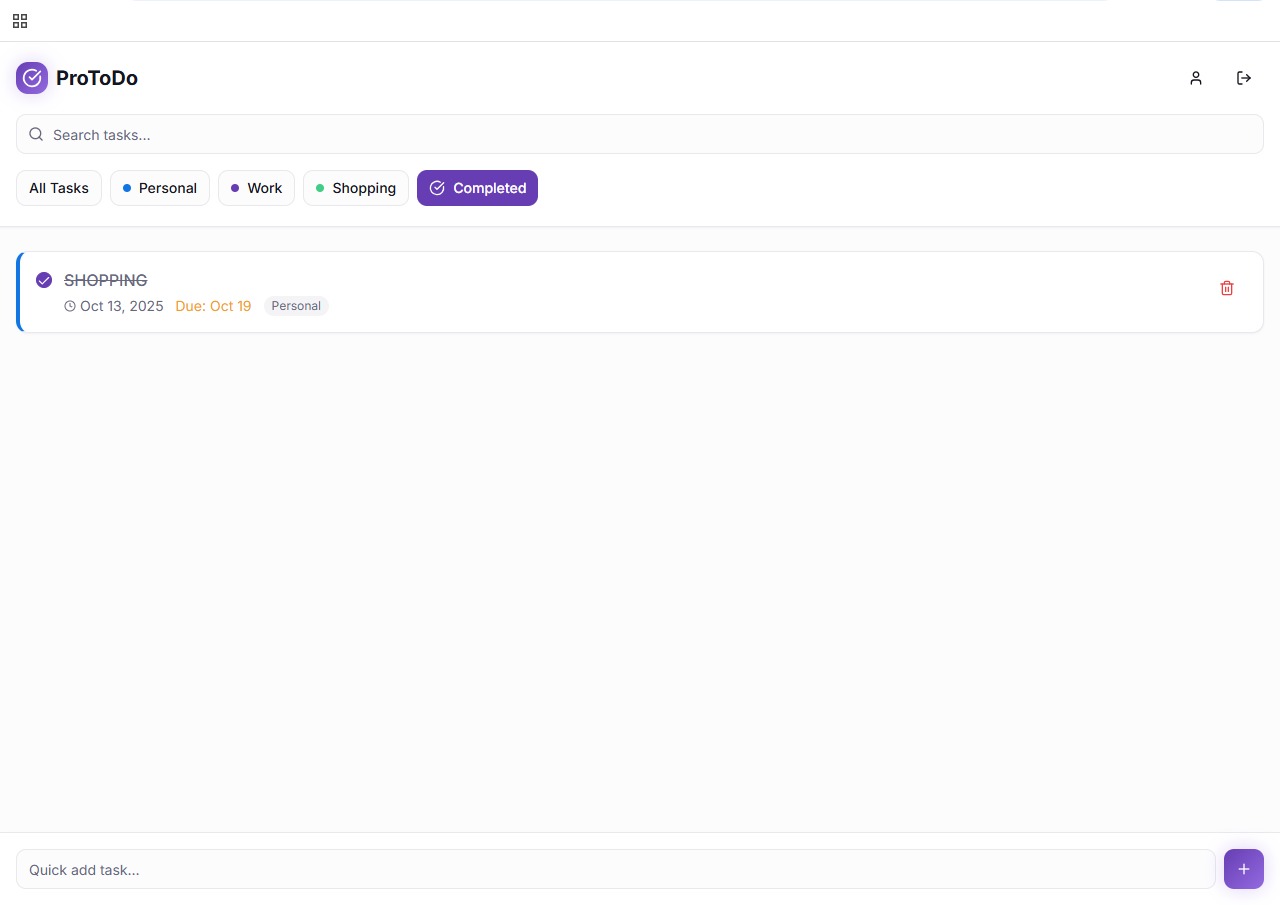 ProToDo
Search tasks...
All Tasks Personal Work Shopping Completed
SHOPPING
Oct 13, 2025 Due: Oct 19 Personal
Quick add task...